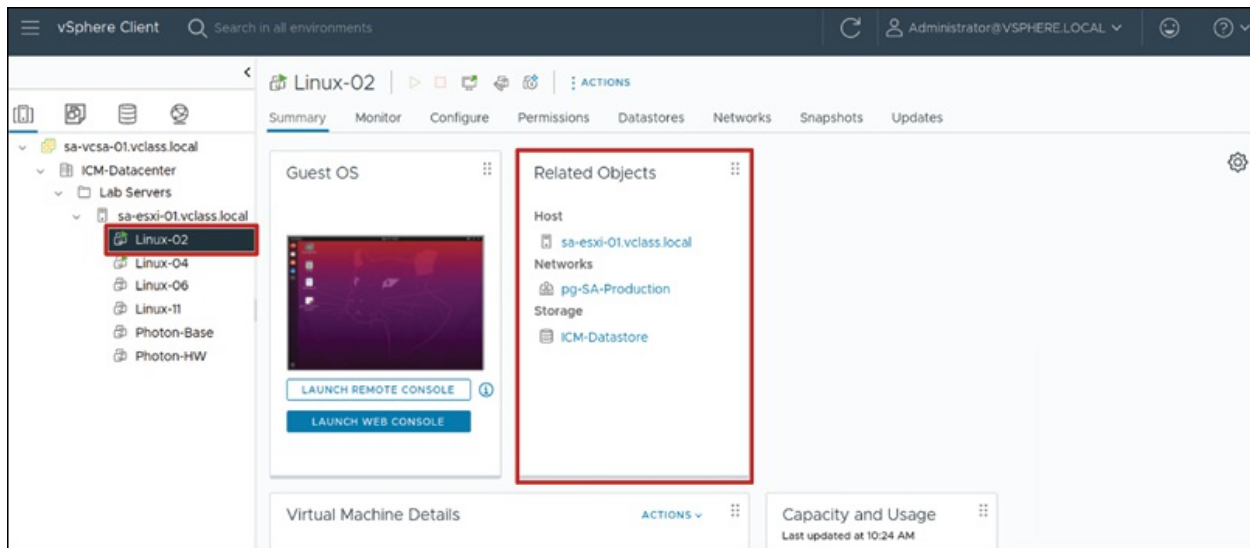 vSphere Client
Search in all environments
Administrator@VSPHERE.LOCAL
Linux-02
ACTIONS
Summary Monitor Configure Permissions Datastores Networks Snapshots Updates
sa-vcsa-01.vclass.local
ICM-Datacenter
Lab Servers
sa-esxi-01.vclass.local
Linux-02
Linux-04
Linux-06
Linux-11
Photon-Base
Photon-HW
Guest OS
LAUNCH REMOTE CONSOLE
LAUNCH WEB CONSOLE
Related Objects
Host
sa-esxi-01.vclass.local
Networks
pg-SA-Production
Storage
ICM-Datastore
Virtual Machine Details
ACTIONS
Capacity and Usage
Last updated at 10:24 AM